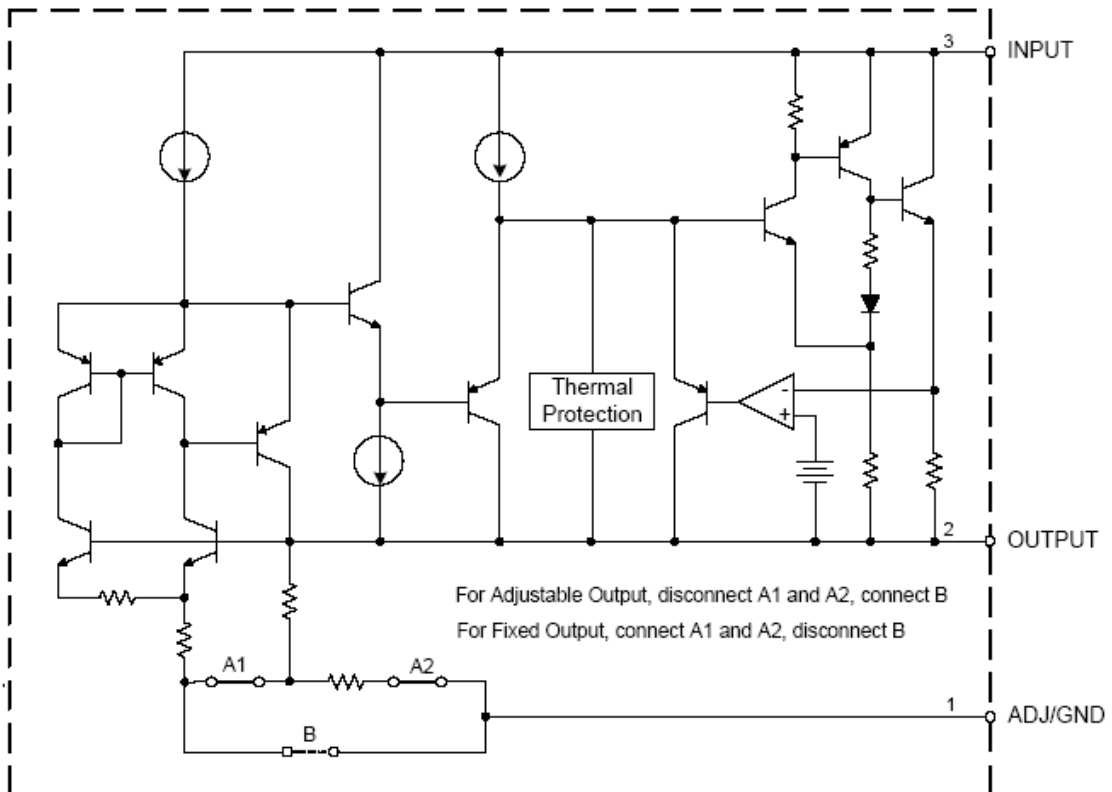 3
INPUT
Thermal
Protection
-
+
2
OUTPUT
For Adjustable Output, disconnect A1 and A2, connect B
For Fixed Output, connect A1 and A2, disconnect B
A1
A2
1
ADJ/GND
B